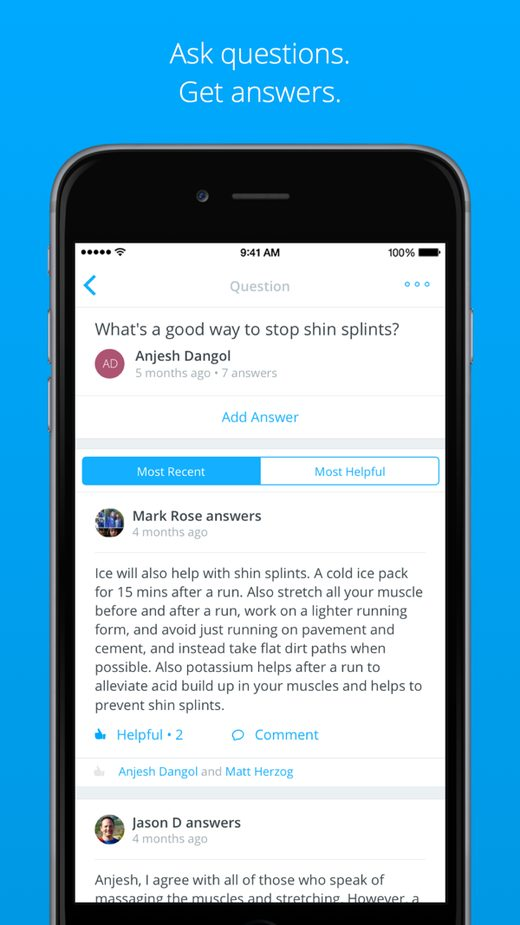 Ask questions.
Get answers.
9:41 AM
100%
Question
What's a good way to stop shin splints?
AD
Anjesh Dangol
5 months ago • 7 answers
Add Answer
Most Recent
Most Helpful
Mark Rose answers
4 months ago
Ice will also help with shin splints. A cold ice pack
for 15 mins after a run. Also stretch all your muscle
before and after a run, work on a lighter running
form, and avoid just running on pavement and
cement, and instead take flat dirt paths when
possible. Also potassium helps after a run to
alleviate acid build up in your muscles and helps to
prevent shin splints.
Helpful • 2
Comment
Anjesh Dangol and Matt Herzog
Jason D answers
4 months ago
Anjesh, I agree with all of those who speak of
massaging the muscles and stretching. However, a